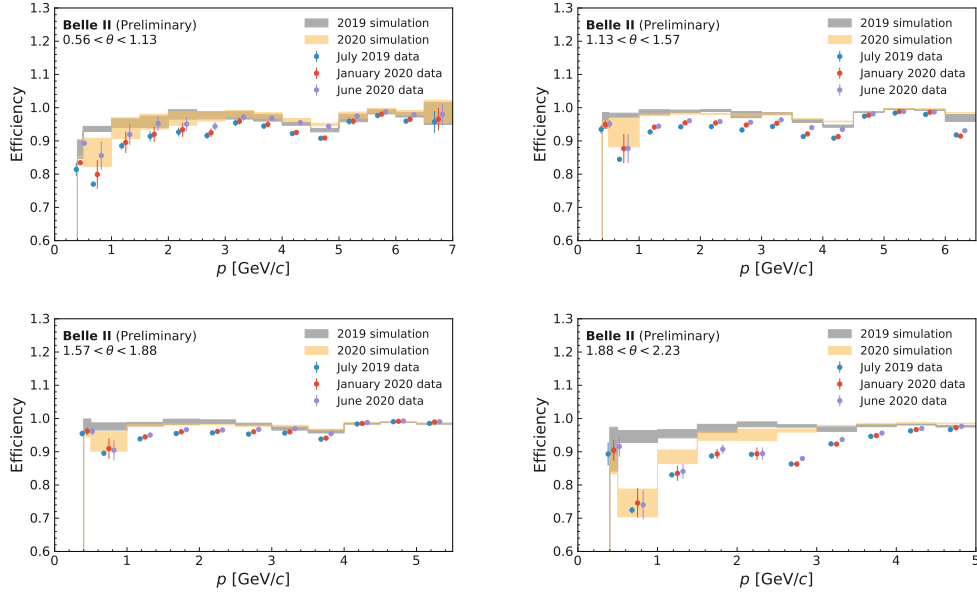 Belle II (Preliminary)
0.56 < θ < 1.13
2019 simulation
2020 simulation
July 2019 data
January 2020 data
June 2020 data
Efficiency
1.3
1.2
1.1
1.0
0.9
0.8
0.7
0.6
0 1 2 3 4 5 6 7
p [GeV/c]
Belle II (Preliminary)
1.13 < θ < 1.57
2019 simulation
2020 simulation
July 2019 data
January 2020 data
June 2020 data
Efficiency
1.3
1.2
1.1
1.0
0.9
0.8
0.7
0.6
0 1 2 3 4 5 6
p [GeV/c]
Belle II (Preliminary)
1.57 < θ < 1.88
2019 simulation
2020 simulation
July 2019 data
January 2020 data
June 2020 data
Efficiency
1.3
1.2
1.1
1.0
0.9
0.8
0.7
0.6
0 1 2 3 4 5
p [GeV/c]
Belle II (Preliminary)
1.88 < θ < 2.23
2019 simulation
2020 simulation
July 2019 data
January 2020 data
June 2020 data
Efficiency
1.3
1.2
1.1
1.0
0.9
0.8
0.7
0.6
0 1 2 3 4 5
p [GeV/c]